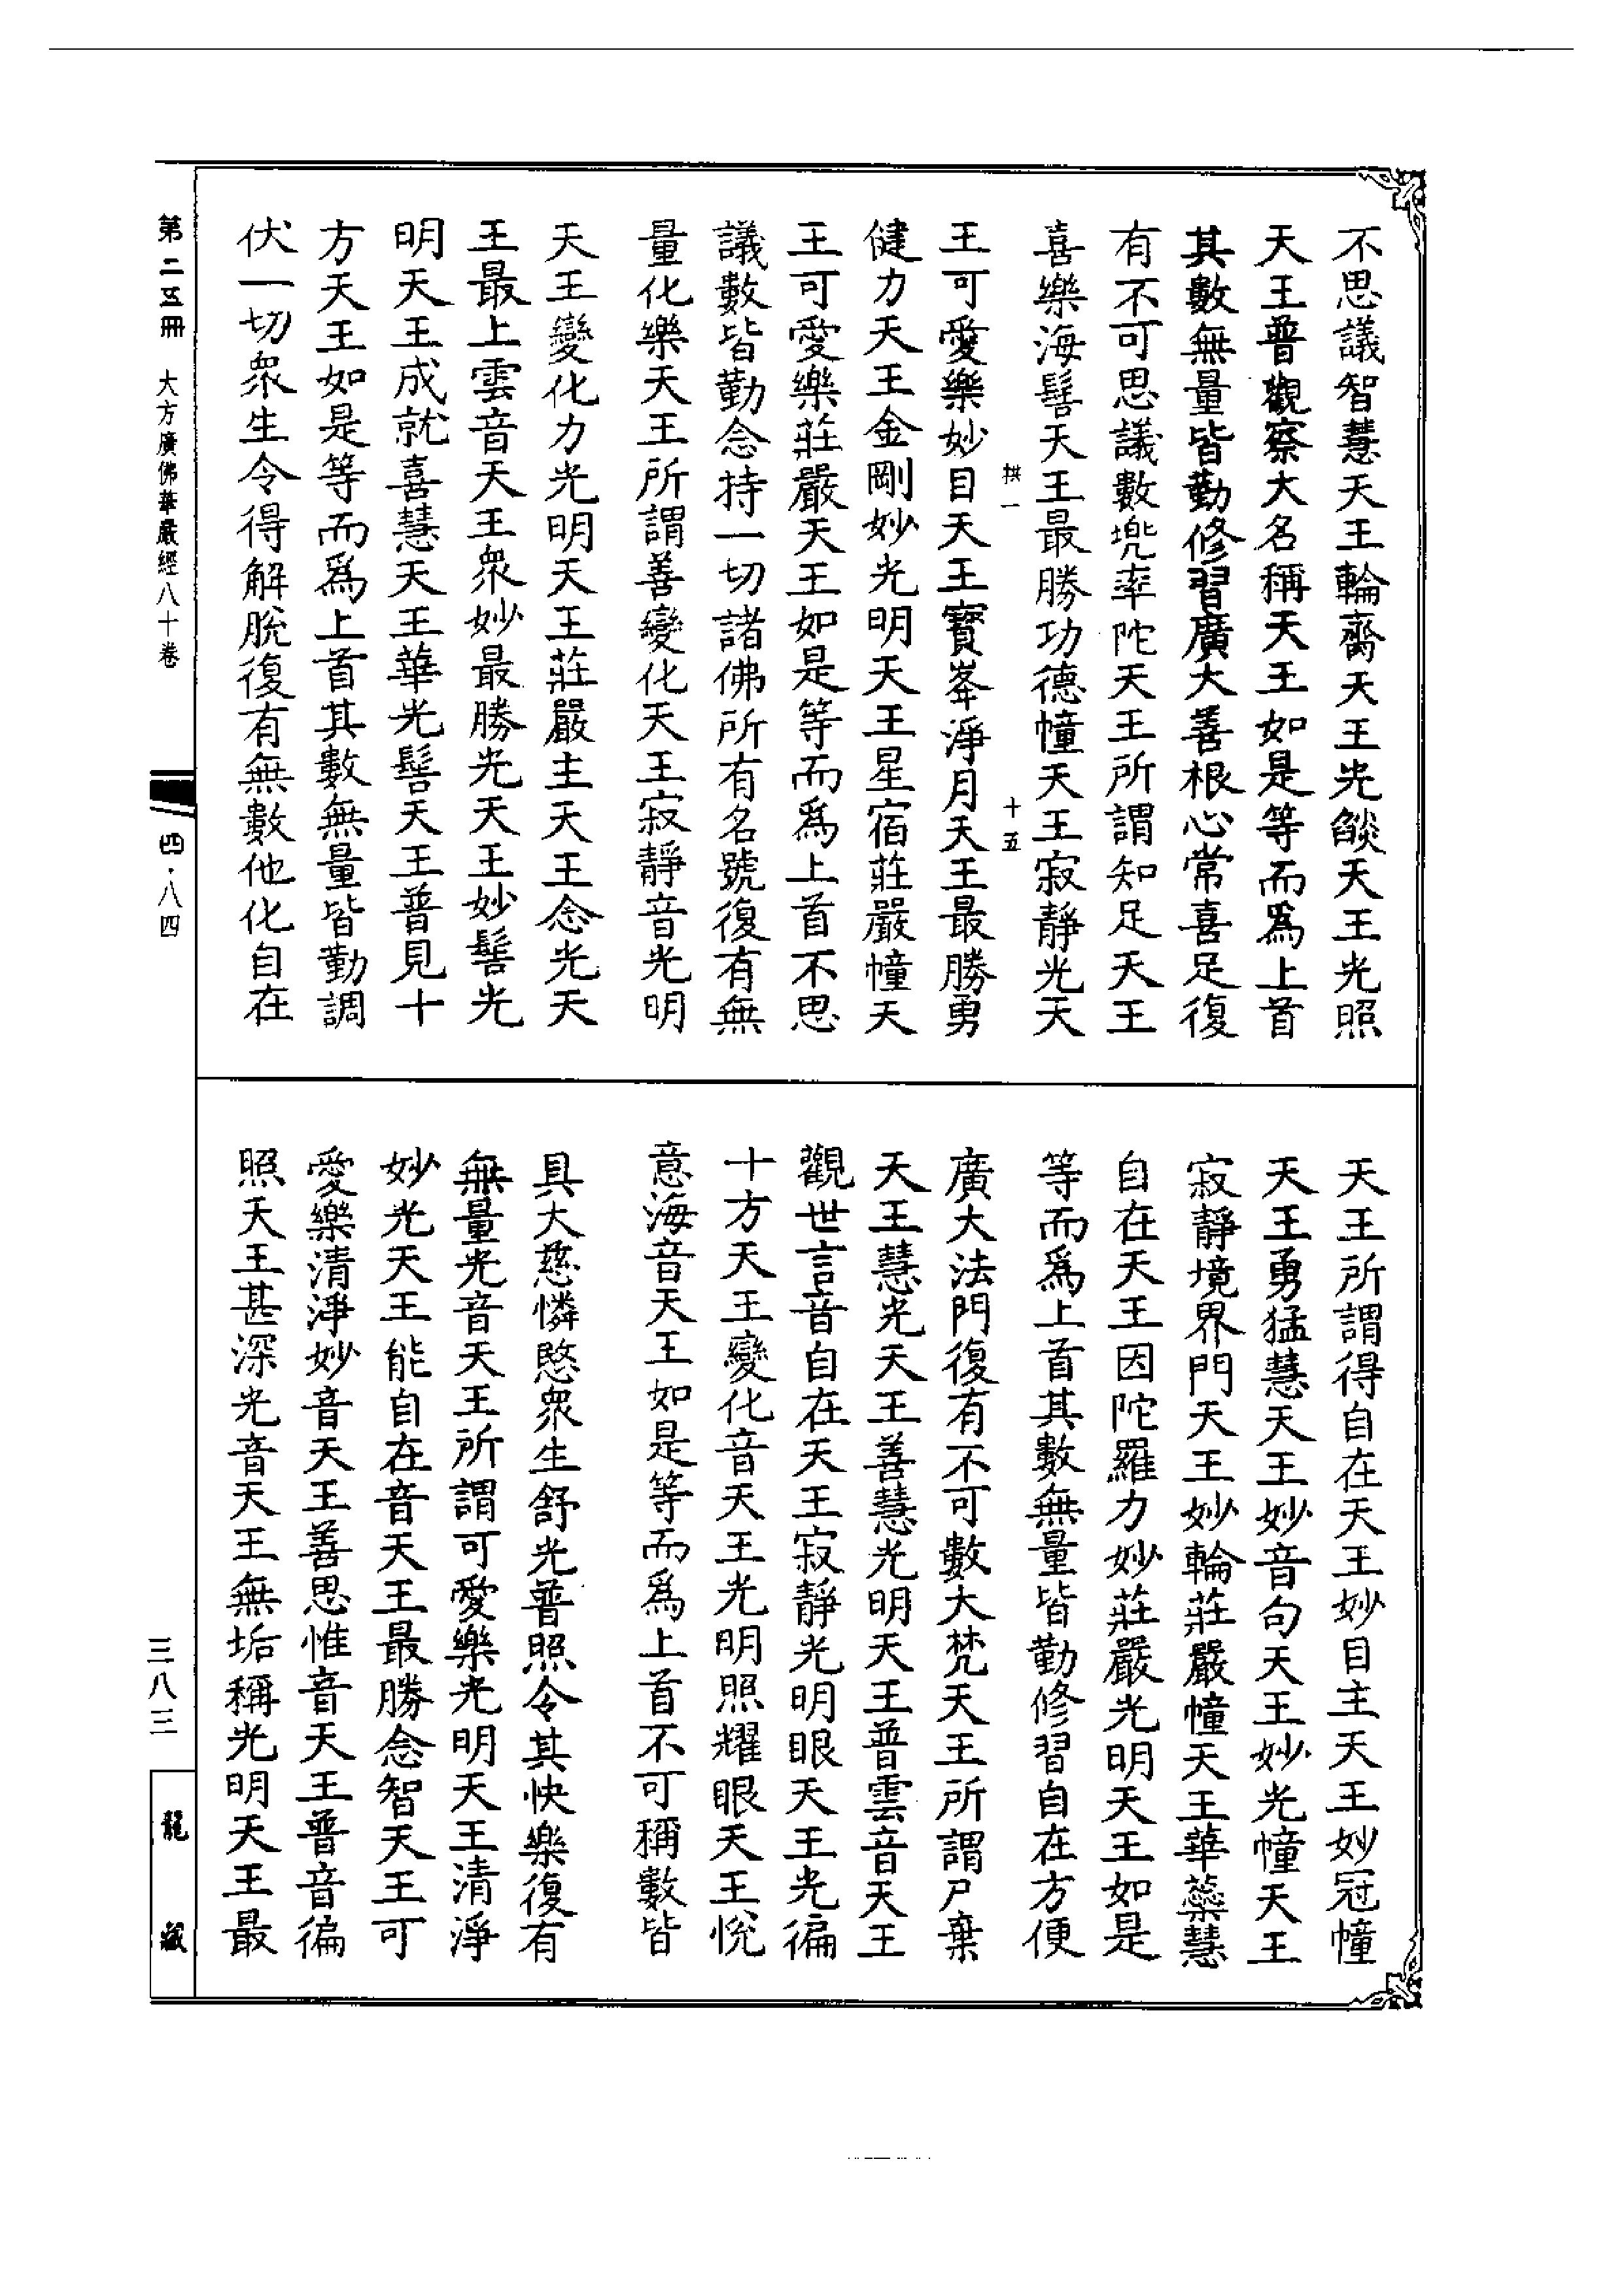 不思議智慧天王輪齋天王光燄天王光照
天王普觀察大名稱天王如是等而爲上首
其數無量皆勤修習廣大善根心常喜足復
有不可思議數兠率陀天王所謂知足天王
喜樂海髻天王最勝功德幢天王寂靜光天
拱一 十五
王可愛樂妙目天王寳峯淨月天王最勝勇
健力天王金剛妙光明天王星宿莊嚴幢天
王可愛樂莊嚴天王如是等而爲上首不思
議數皆勤念持一切諸佛所有名號復有無
量化樂天王所謂善變化天王寂靜音光明
天王變化力光明天王莊嚴主天王念光天
王最上雲音天王衆妙最勝光天王妙髻光
明天王成就喜慧天王華光髻天王普見十
方天王如是等而爲上首其數無量皆勤調
伏一切衆生令得解脫復有無數他化自在
天王所謂得自在天王妙目主天王妙冠幢
天王勇猛慧天王妙音句天王妙光幢天王
寂靜境界門天王妙輪莊嚴幢天王華蘂慧
自在天王因陀羅力妙莊嚴光明天王如是
等而爲上首其數無量皆勤修習自在方便
廣大法門復有不可數大梵天王所謂尸棄
天王慧光天王善慧光明天王普雲音天王
觀世言音自在天王寂靜光明眼天王光徧
十方天王變化音天王光明照耀眼天王悅
意海音天王如是等而爲上首不可稱數皆
具大慈憐愍衆生舒光普照令其快樂復有
無量光音天王所謂可愛樂光明天王清淨
妙光天王能自在音天王最勝念智天王可
愛樂清淨妙音天王善思惟音天王普音徧
照天王甚深光音天王無垢稱光明天王最
第二五冊 大方廣佛華嚴經八十卷 四·八四
三八三
龍藏